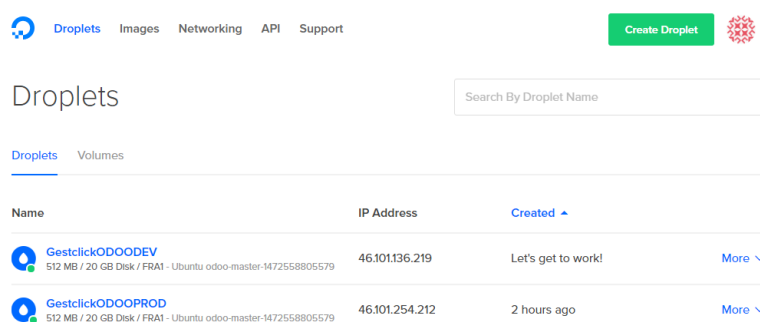 Droplets Images Networking API Support Create Droplet
Droplets
Search By Droplet Name
Droplets Volumes
Name IP Address Created
GestclickODOODEV
512 MB / 20 GB Disk / FRA1 - Ubuntu odoo-master-1472558805579
46.101.136.219 Let's get to work! More
GestclickODOOPROD
512 MB / 20 GB Disk / FRA1 - Ubuntu odoo-master-1472558805579
46.101.254.212 2 hours ago More